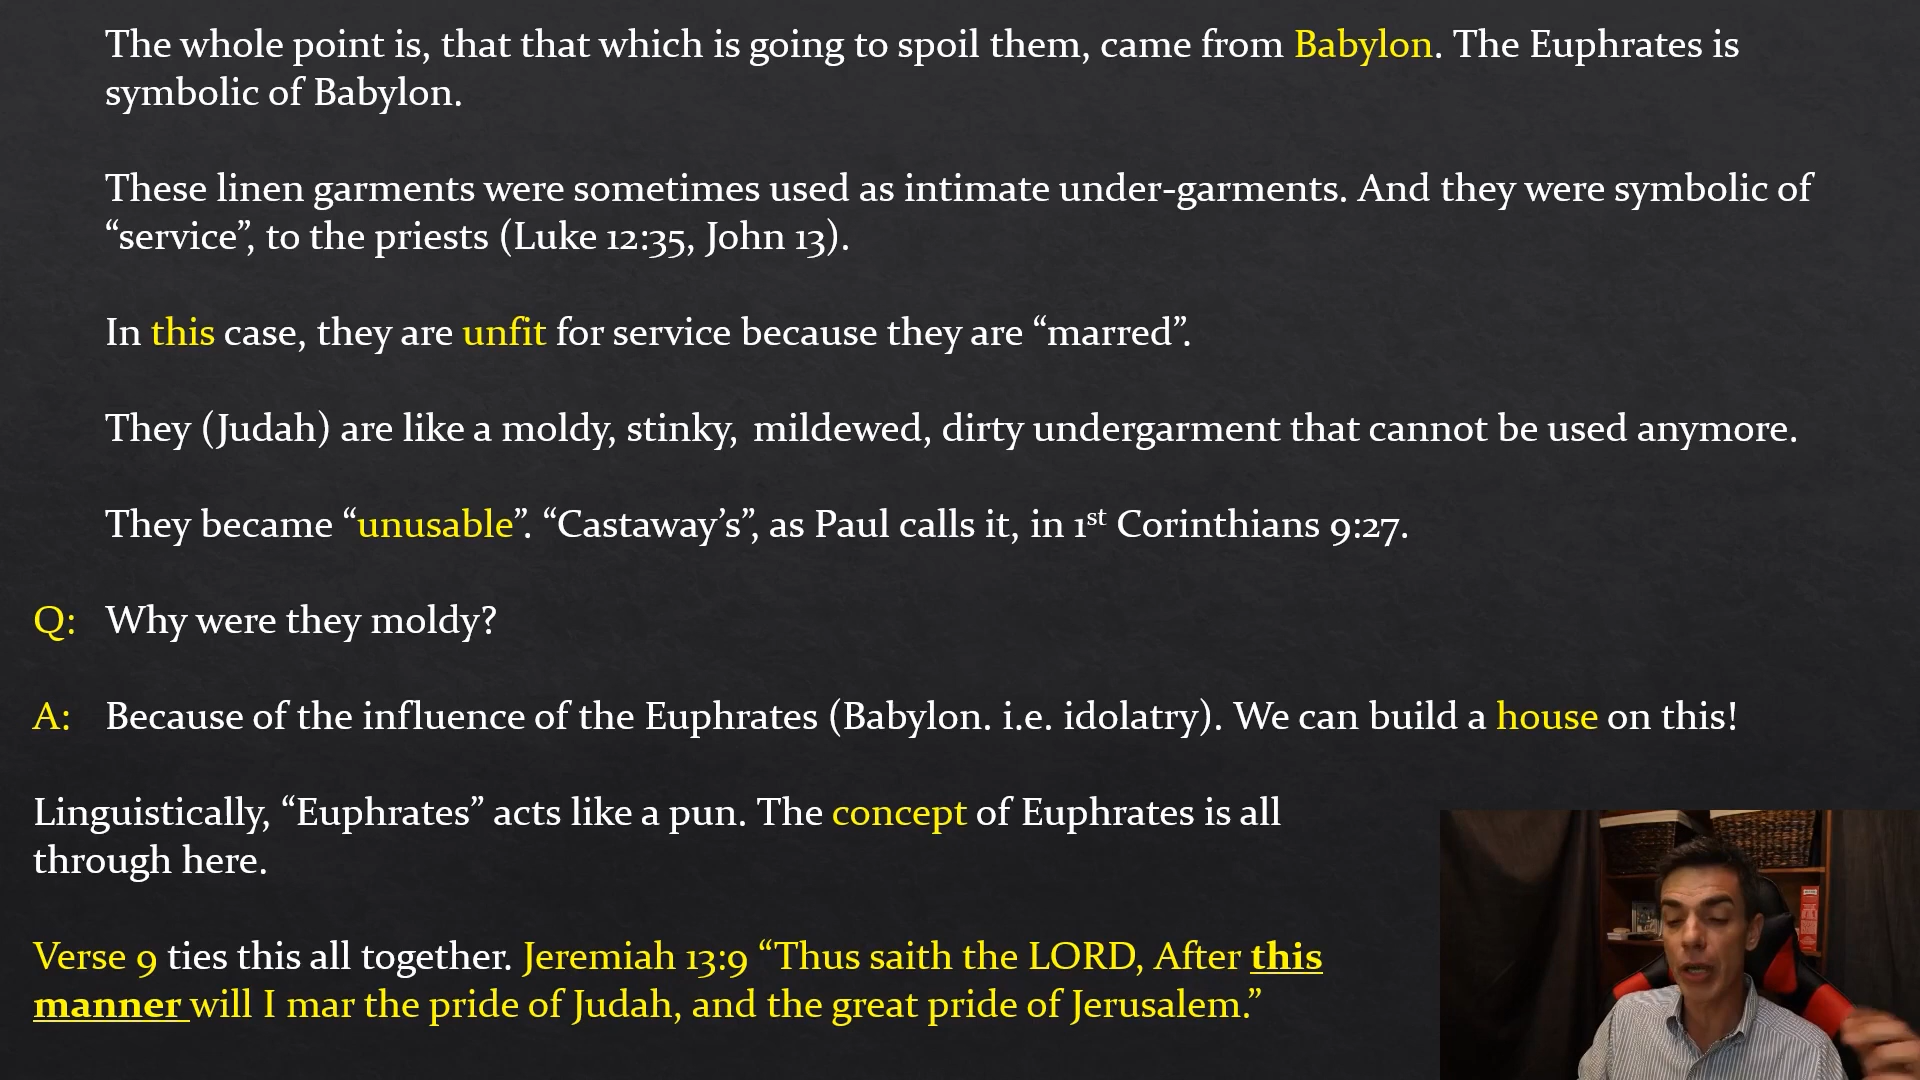 The whole point is, that that which is going to spoil them, came from Babylon. The Euphrates is
symbolic of Babylon.
These linen garments were sometimes used as intimate under-garments. And they were symbolic of
“service”, to the priests (Luke 12:35, John 13).
In this case, they are unfit for service because they are “marred”.
They (Judah) are like a moldy, stinky,  mildewed, dirty undergarment that cannot be used anymore.
They became “unusable”. “Castaway’s”, as Paul calls it, in 1st Corinthians 9:27.
Q: Why were they moldy?
A: Because of the influence of the Euphrates (Babylon. i.e. idolatry). We can build a house on this!
Linguistically, “Euphrates” acts like a pun. The concept of Euphrates is all
through here.
Verse 9 ties this all together. Jeremiah 13:9 “Thus saith the LORD, After this
manner will I mar the pride of Judah, and the great pride of Jerusalem.”